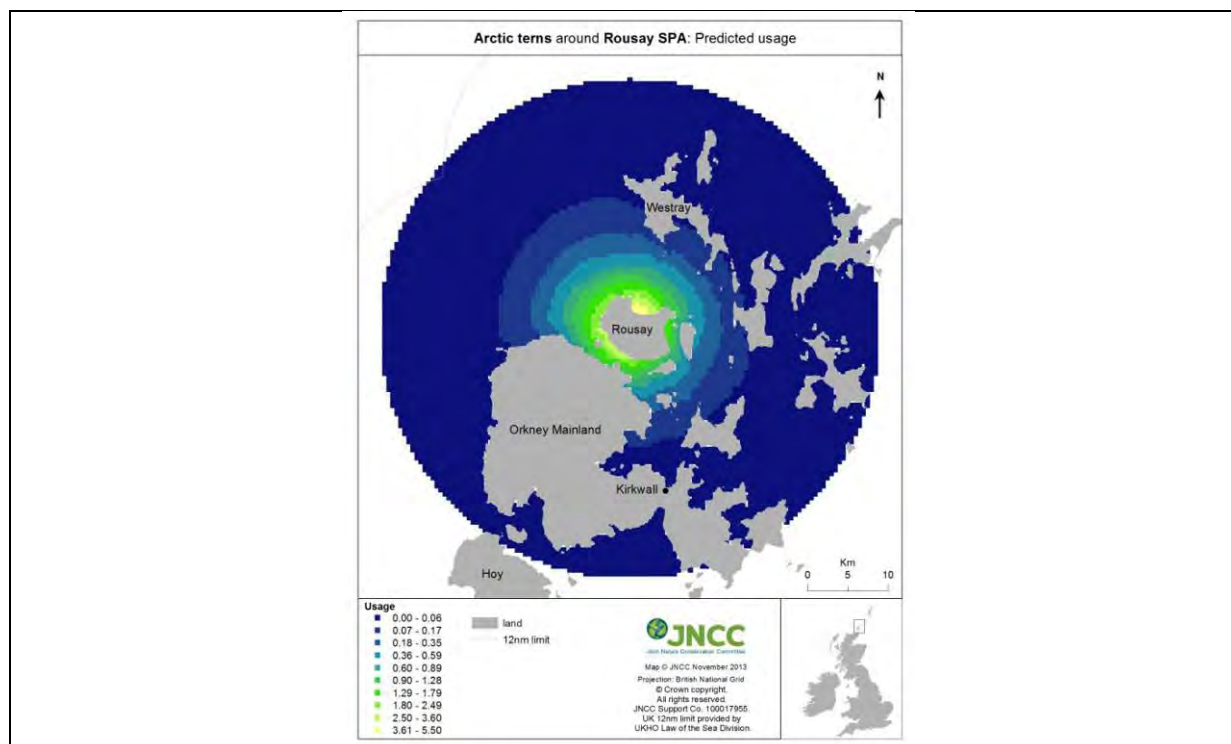 Arctic terns around Rousay SPA: Predicted usage
N
Westray
Rousay
Orkney Mainland
Kirkwall
Hoy
Km
0 5 10
Usage
0.00 - 0.06
0.07 - 0.17
0.18 - 0.35
0.36 - 0.59
0.60 - 0.89
0.90 - 1.28
1.29 - 1.79
1.80 - 2.49
2.50 - 3.60
3.61 - 5.50
land
12nm limit
JNCC
Joint Nature Conservation Committee
Map © JNCC November 2013
Projection: British National Grid
© Crown copyright.
All rights reserved.
JNCC Support Co. 100017955.
UK 12nm limit provided by
UKHO Law of the Sea Division.